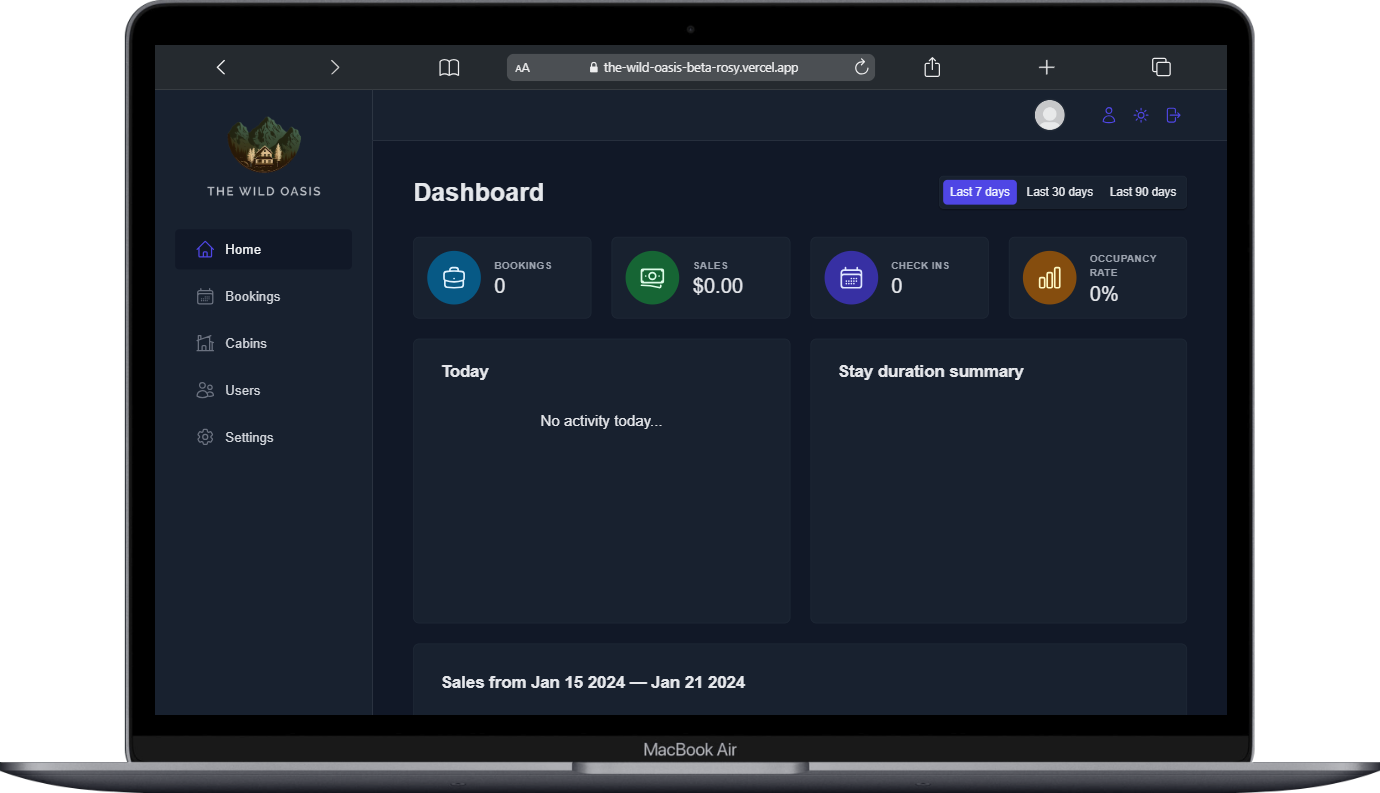 AA
the-wild-oasis-beta-rosy.vercel.app
THE WILD OASIS
Home
Bookings
Cabins
Users
Settings
Dashboard
Last 7 days
Last 30 days
Last 90 days
BOOKINGS
0
SALES
$0.00
CHECK INS
0
OCCUPANCY
RATE
0%
Today
No activity today...
Stay duration summary
Sales from Jan 15 2024 — Jan 21 2024
MacBook Air